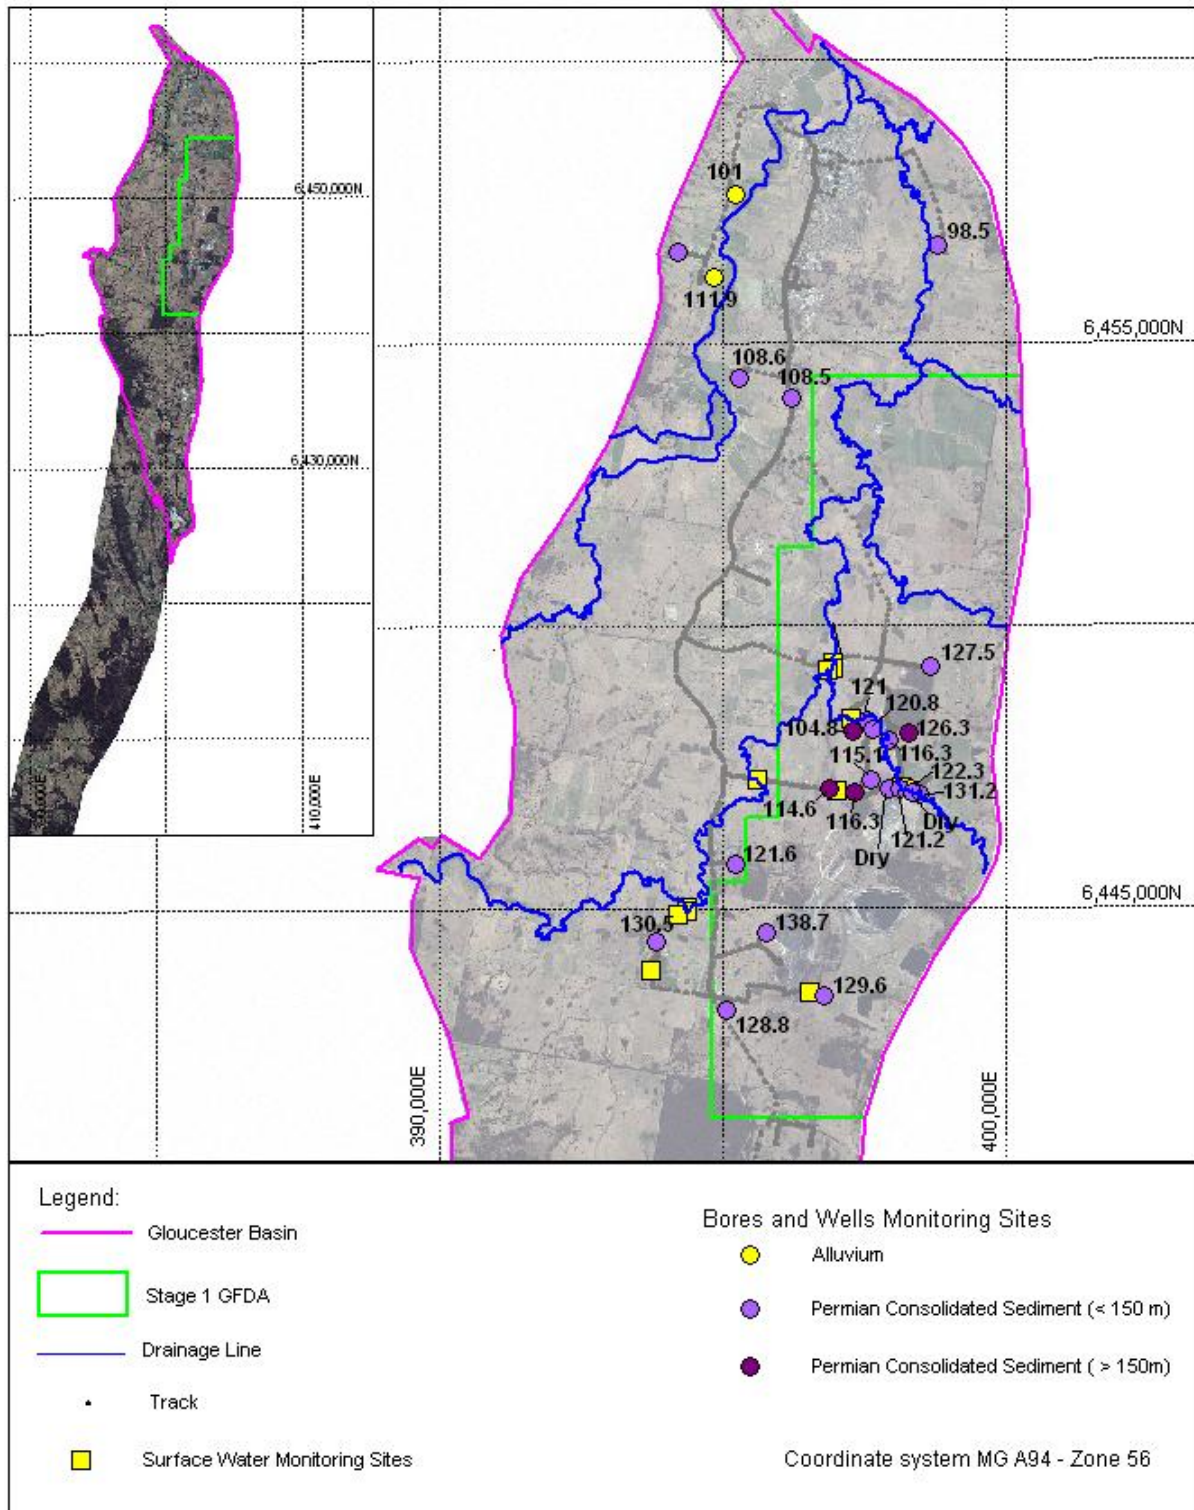 6,450,000N
6,430,000N
410,000E
101
98.5
111.9
6,455,000N
108.6
108.5
127.5
121
120.8
104.8
126.3
116.3
115.1
122.3
131.2
114.6
116.3
Dry
121.2
Dry
121.6
6,445,000N
130.5
138.7
129.6
128.8
390,000E
400,000E
Legend:
Gloucester Basin
Stage 1 GFDA
Drainage Line
Track
Surface Water Monitoring Sites
Bores and Wells Monitoring Sites
Alluvium
Permian Consolidated Sediment (< 150 m)
Permian Consolidated Sediment ( > 150m)
Coordinate system MG A94 - Zone 56